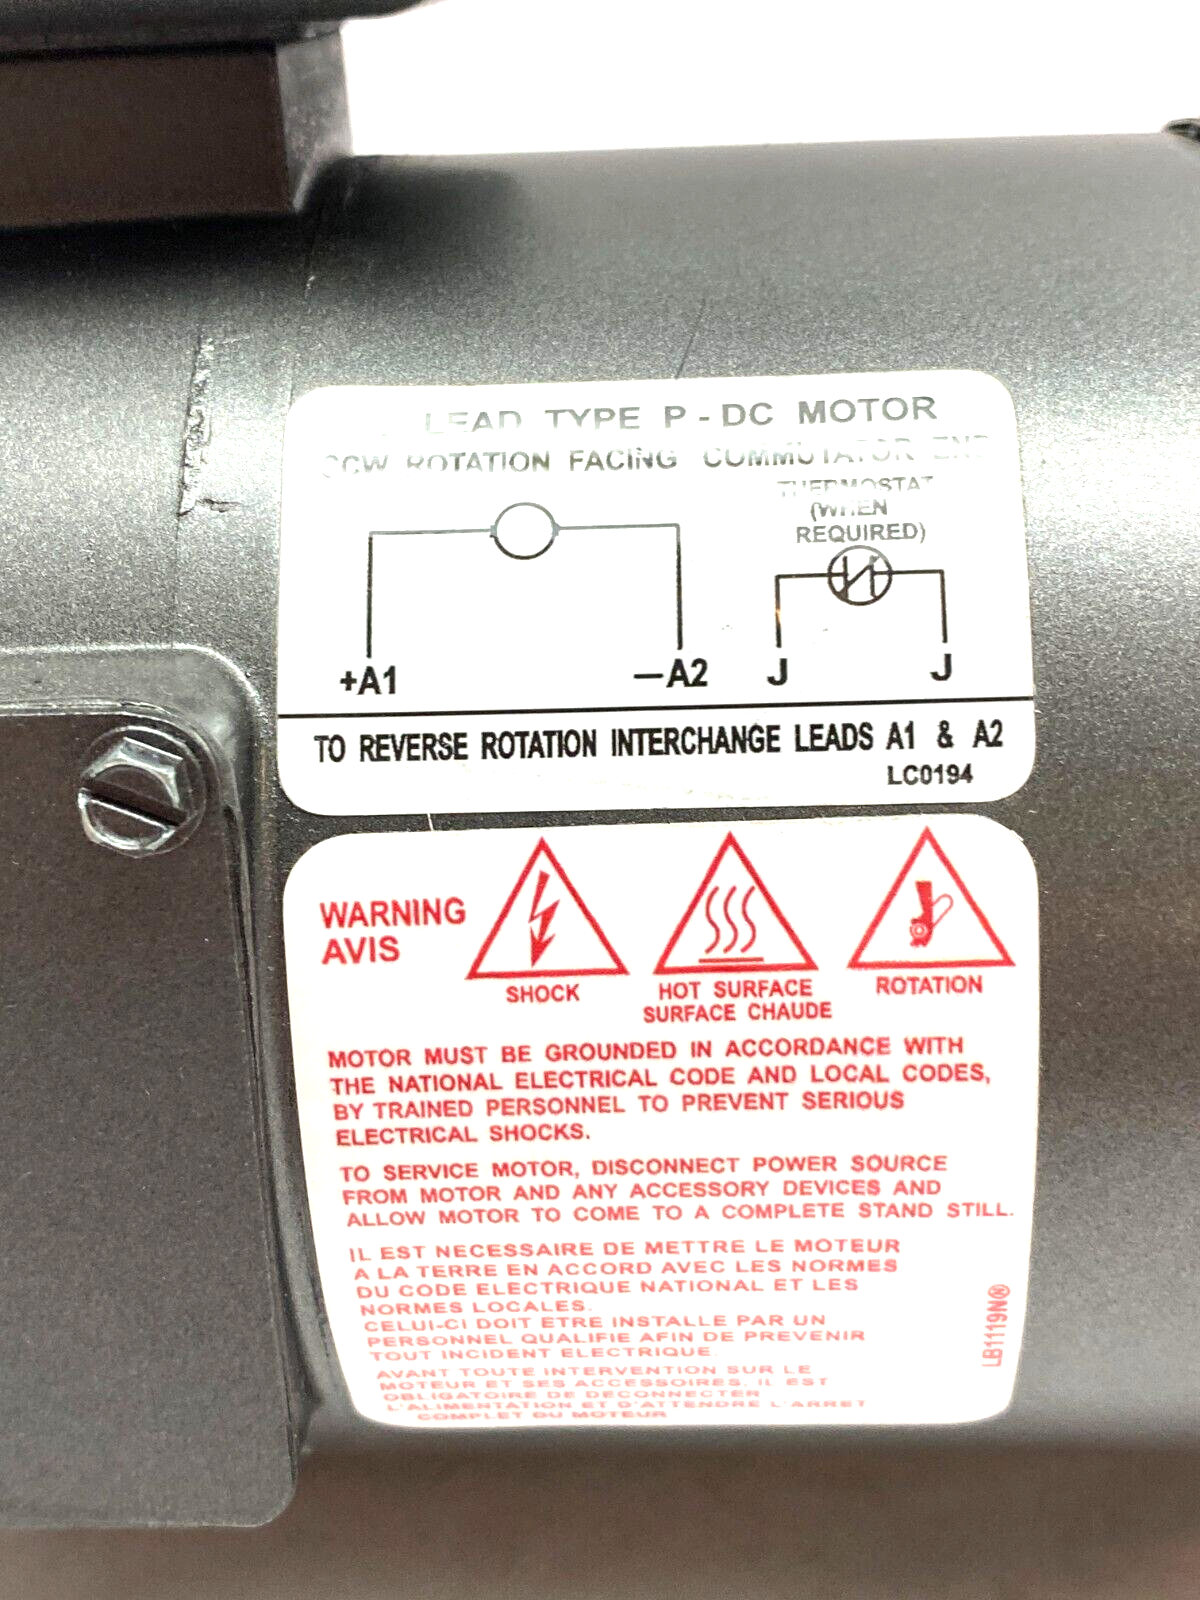 LEAD TYPE P - DC MOTOR
CCW ROTATION FACING COMMUTATOR END
THERMOSTAT
(WHEN
REQUIRED)
+A1 —A2 J J
TO REVERSE ROTATION INTERCHANGE LEADS A1 & A2
LC0194
WARNING
AVIS
SHOCK
HOT SURFACE
SURFACE CHAUDE
ROTATION
MOTOR MUST BE GROUNDED IN ACCORDANCE WITH
THE NATIONAL ELECTRICAL CODE AND LOCAL CODES,
BY TRAINED PERSONNEL TO PREVENT SERIOUS
ELECTRICAL SHOCKS.
TO SERVICE MOTOR, DISCONNECT POWER SOURCE
FROM MOTOR AND ANY ACCESSORY DEVICES AND
ALLOW MOTOR TO COME TO A COMPLETE STAND STILL.
IL EST NECESSAIRE DE METTRE LE MOTEUR
A LA TERRE EN ACCORD AVEC LES NORMES
DU CODE ELECTRIQUE NATIONAL ET LES
NORMES LOCALES.
CELUI-CI DOIT ETRE INSTALLE PAR UN
PERSONNEL QUALIFIE AFIN DE PREVENIR
TOUT INCIDENT ELECTRIQUE.
AVANT TOUTE INTERVENTION SUR LE
MOTEUR ET SES ACCESSOIRES, IL EST
OBLIGATOIRE DE DECONNECTER
L'ALIMENTATION ET D'ATTENDRE L'ARRET
COMPLET DU MOTEUR
LB1119N®